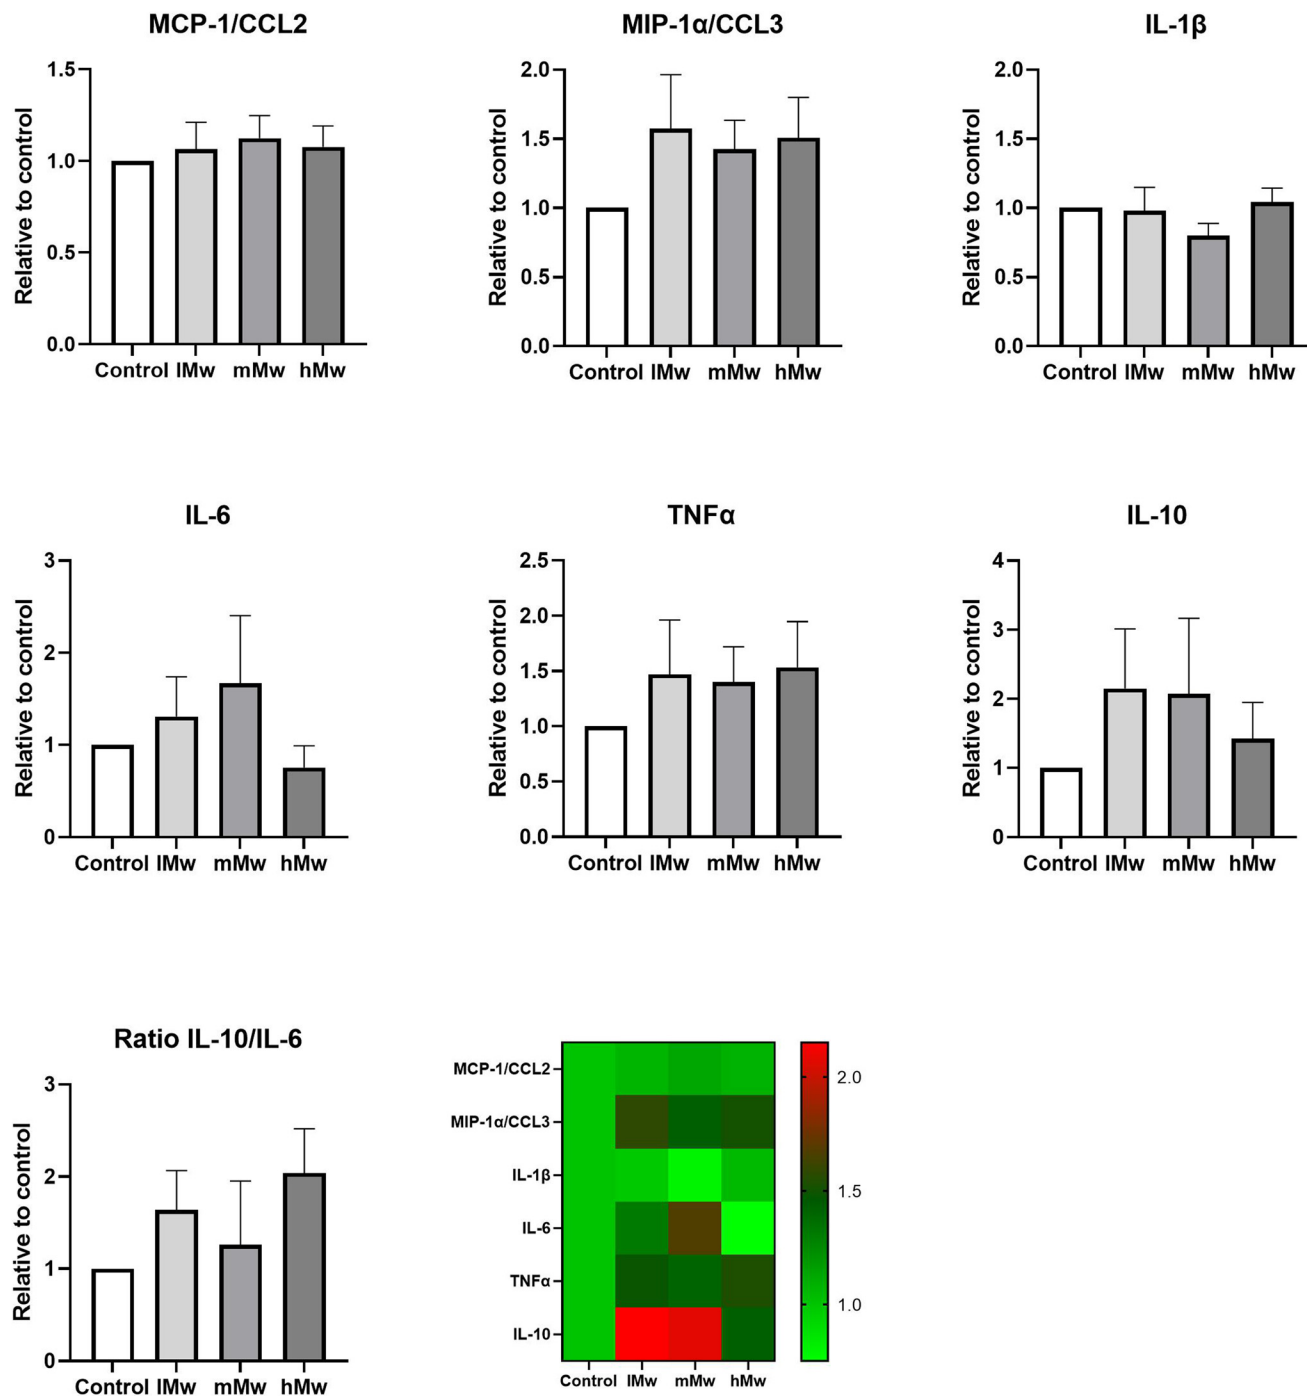 MCP-1/CCL2
MIP-1α/CCL3
IL-1β
Relative to control
1.5
1.0
0.5
0.0
Control lMw mMw hMw
Relative to control
2.0
1.5
1.0
0.5
0.0
Control lMw mMw hMw
Relative to control
2.0
1.5
1.0
0.5
0.0
Control lMw mMw hMw
IL-6
TNFα
IL-10
Relative to control
3
2
1
0
Control lMw mMw hMw
Relative to control
2.5
2.0
1.5
1.0
0.5
0.0
Control lMw mMw hMw
Relative to control
4
3
2
1
0
Control lMw mMw hMw
Ratio IL-10/IL-6
Relative to control
3
2
1
0
Control lMw mMw hMw
MCP-1/CCL2
MIP-1α/CCL3
IL-1β
IL-6
TNFα
IL-10
Control lMw mMw hMw
2.0
1.5
1.0